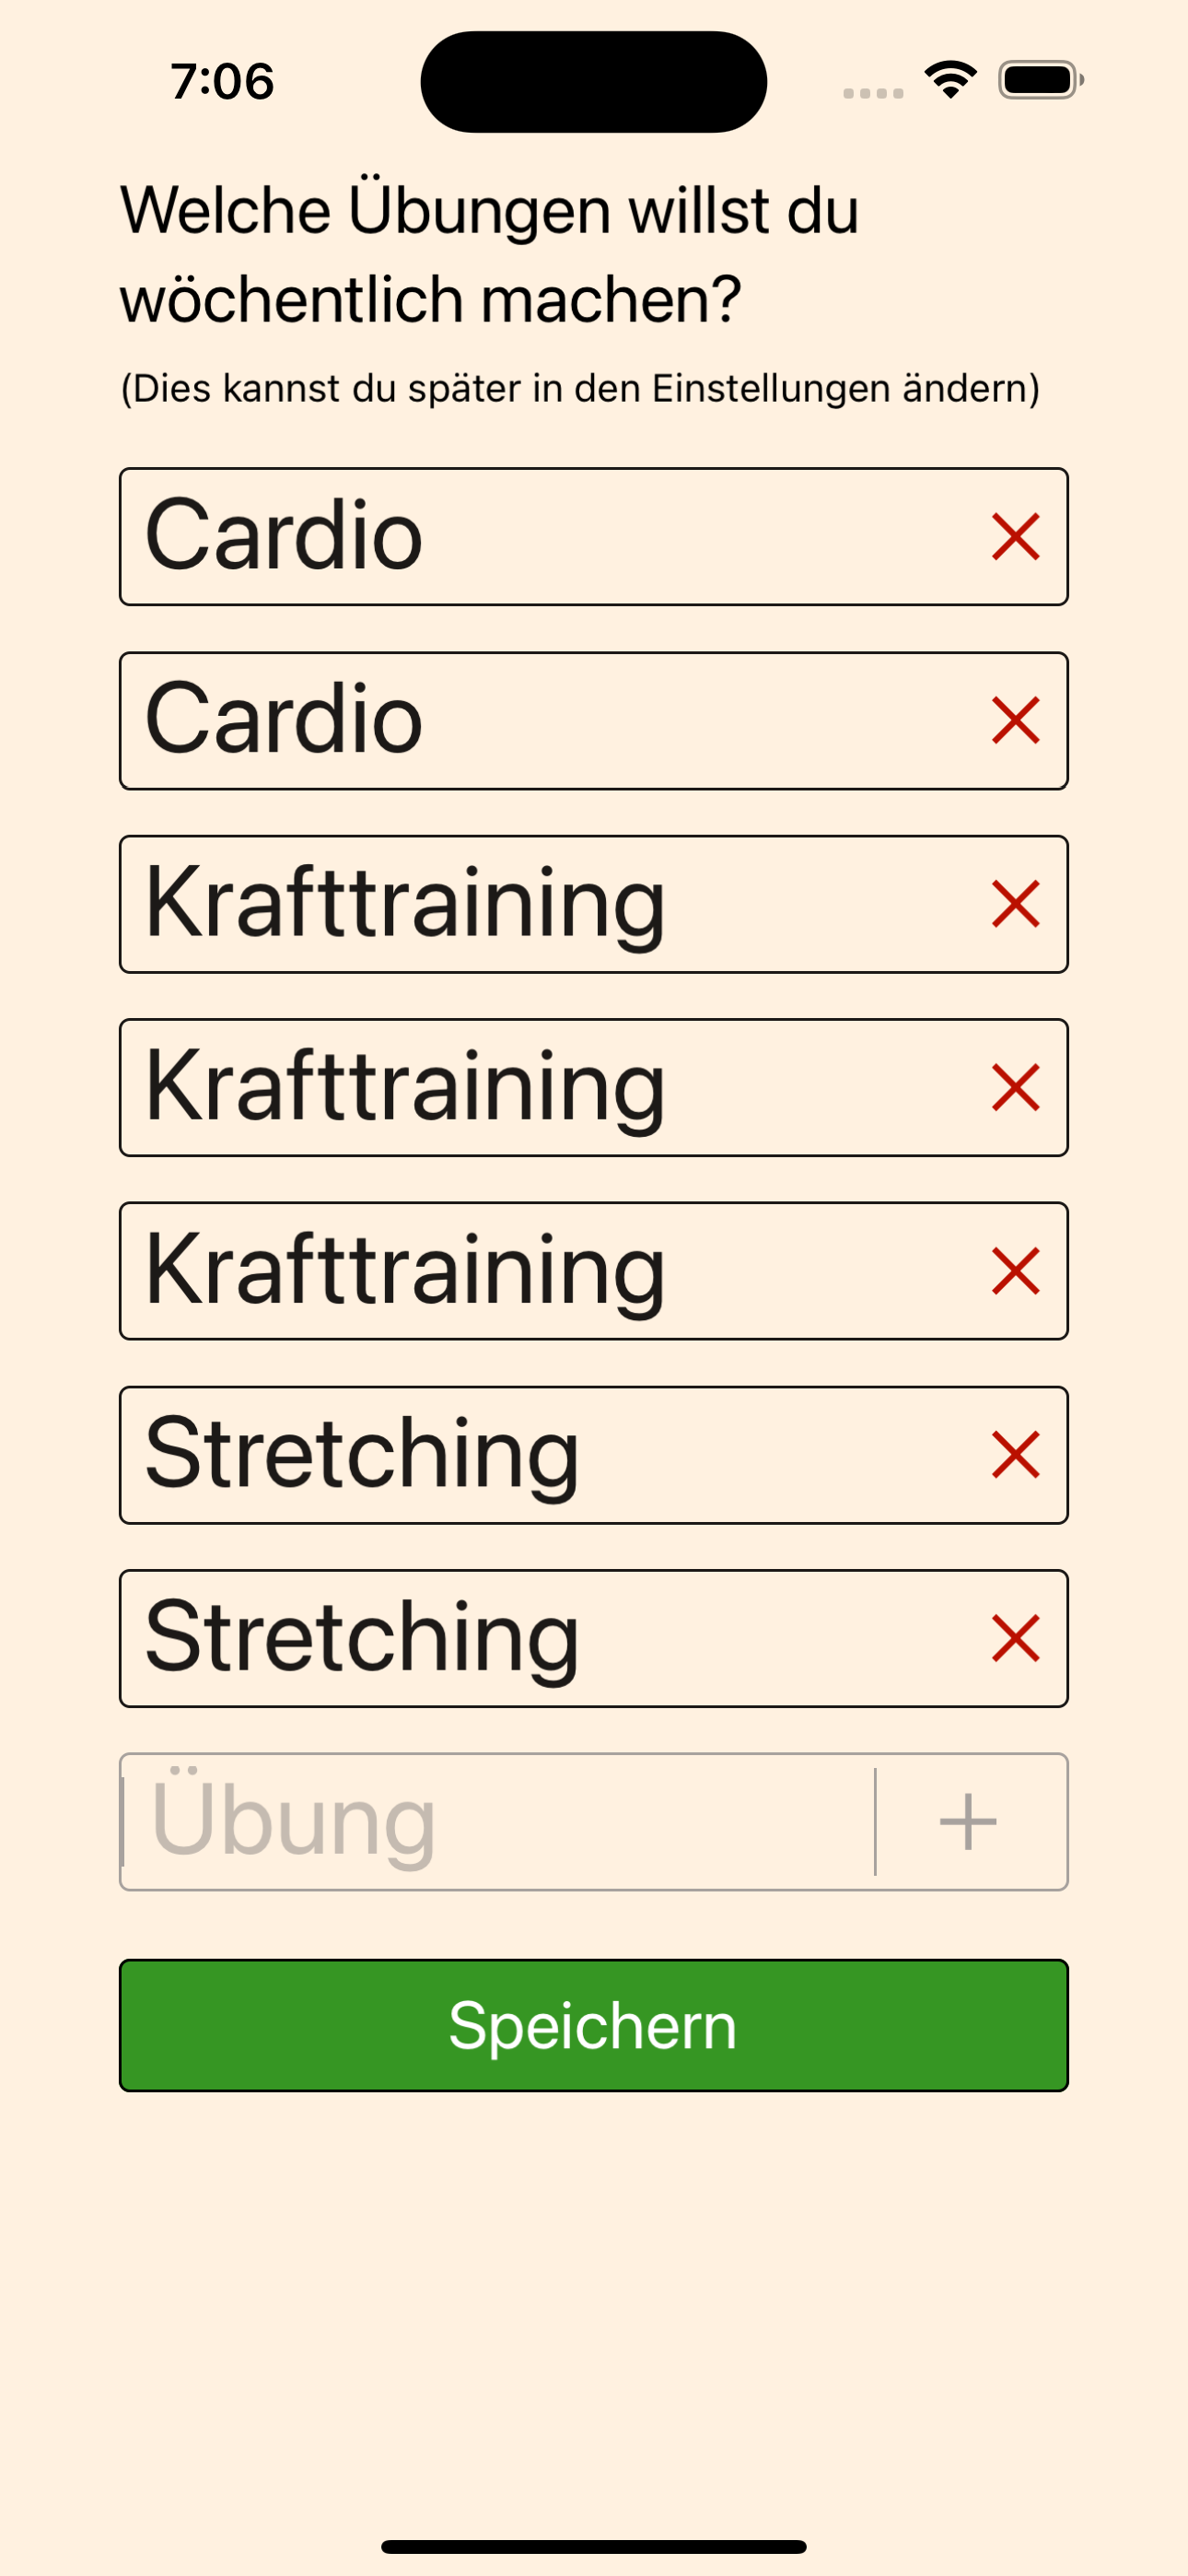 7:06
Welche Übungen willst du
wöchentlich machen?
(Dies kannst du später in den Einstellungen ändern)
Cardio
Cardio
Krafttraining
Krafttraining
Krafttraining
Stretching
Stretching
Übung
Speichern